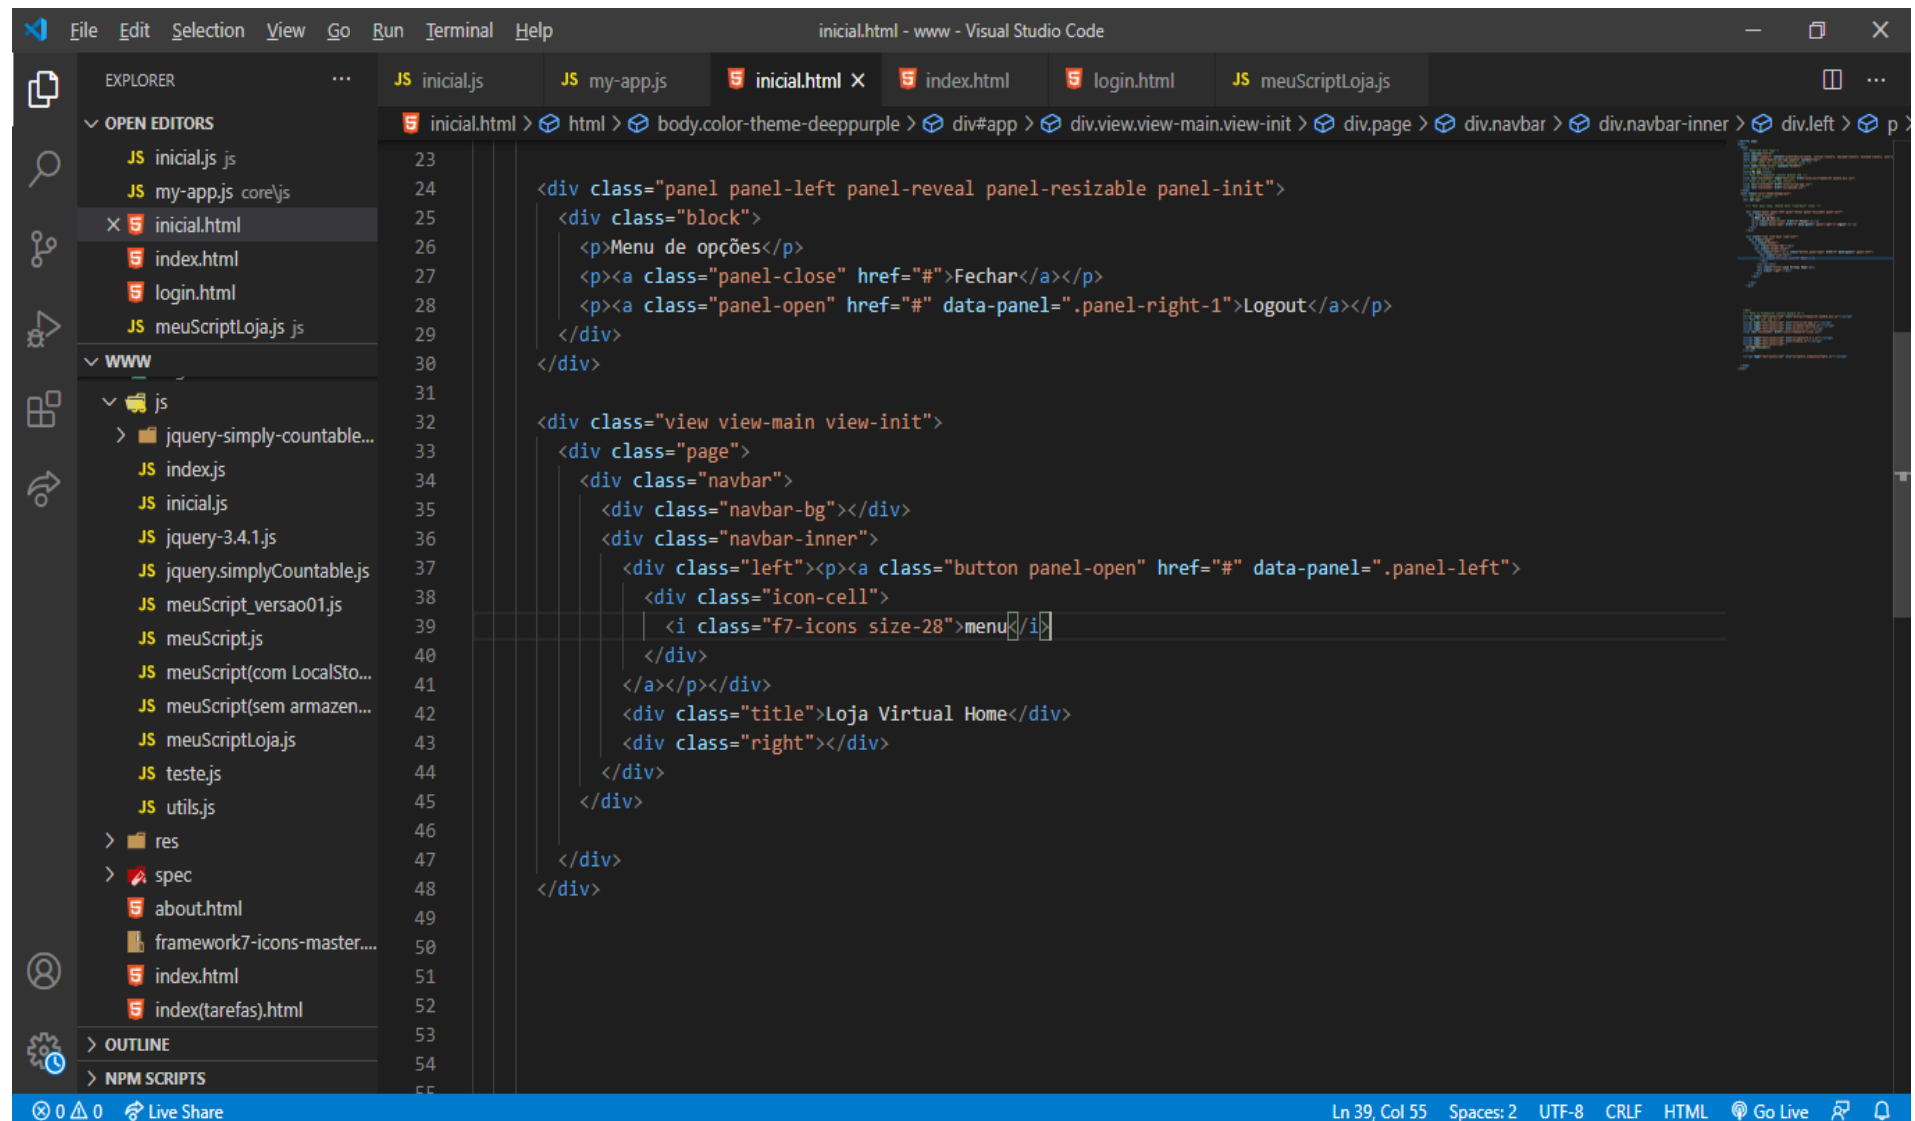 File Edit Selection View Go Run Terminal Help
inicial.html - www - Visual Studio Code
EXPLORER ...
JS inicial.js JS my-app.js inicial.html index.html login.html JS meuScriptLoja.js ...
OPEN EDITORS
inicial.html > html > body.color-theme-deeppurple > div#app > div.view.view-main.view-init > div.page > div.navbar > div.navbar-inner > div.left > p >
JS inicial.js js
JS my-app.js core\js
inicial.html
index.html
login.html
JS meuScriptLoja.js js
WWW
js
jquery-simply-countable...
JS index.js
JS inicial.js
JS jquery-3.4.1.js
JS jquery.simplyCountable.js
JS meuScript_versao01.js
JS meuScript.js
JS meuScript(com LocalSto...
JS meuScript(sem armazen...
JS meuScriptLoja.js
JS teste.js
JS utils.js
res
spec
about.html
framework7-icons-master....
index.html
index(tarefas).html
OUTLINE
NPM SCRIPTS
23
24 <div class="panel panel-left panel-reveal panel-resizable panel-init">
25 <div class="block">
26 <p>Menu de opções</p>
27 <p><a class="panel-close" href="#">Fechar</a></p>
28 <p><a class="panel-open" href="#" data-panel=".panel-right-1">Logout</a></p>
29 </div>
30 </div>
31
32 <div class="view view-main view-init">
33 <div class="page">
34 <div class="navbar">
35 <div class="navbar-bg"></div>
36 <div class="navbar-inner">
37 <div class="left"><p><a class="button panel-open" href="#" data-panel=".panel-left">
38 <div class="icon-cell">
39 <i class="f7-icons size-28">menu</i>
40 </div>
41 </a></p></div>
42 <div class="title">Loja Virtual Home</div>
43 <div class="right"></div>
44 </div>
45 </div>
46
47 </div>
48 </div>
49
50
51
52
53
54
55
0 0 Live Share
Ln 39, Col 55 Spaces: 2 UTF-8 CRLF HTML Go Live